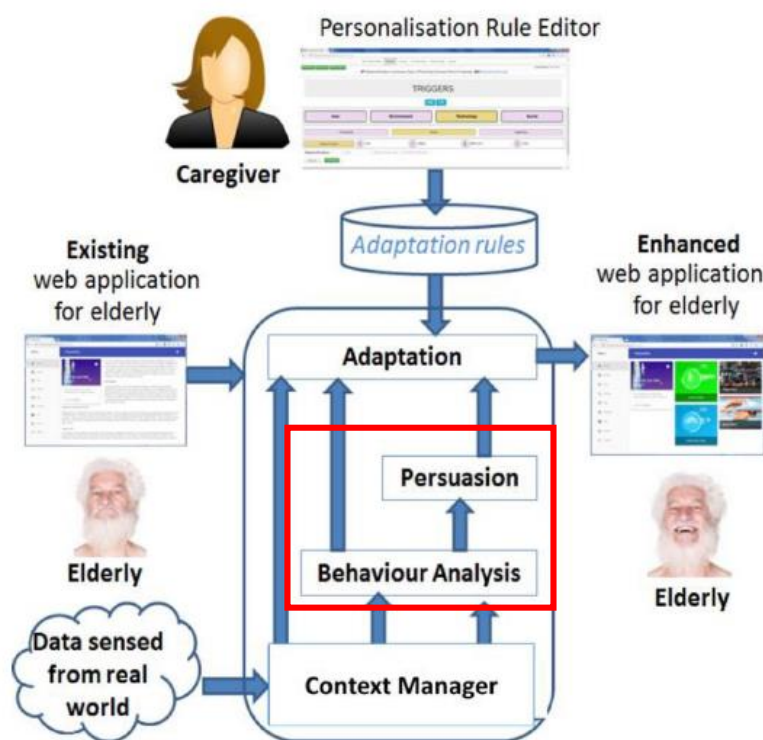 Personalisation Rule Editor
TRIGGERS
Caregiver
Adaptation rules
Existing
web application
for elderly
Enhanced
web application
for elderly
Adaptation
Persuasion
Behaviour Analysis
Elderly
Elderly
Data sensed
from real
world
Context Manager